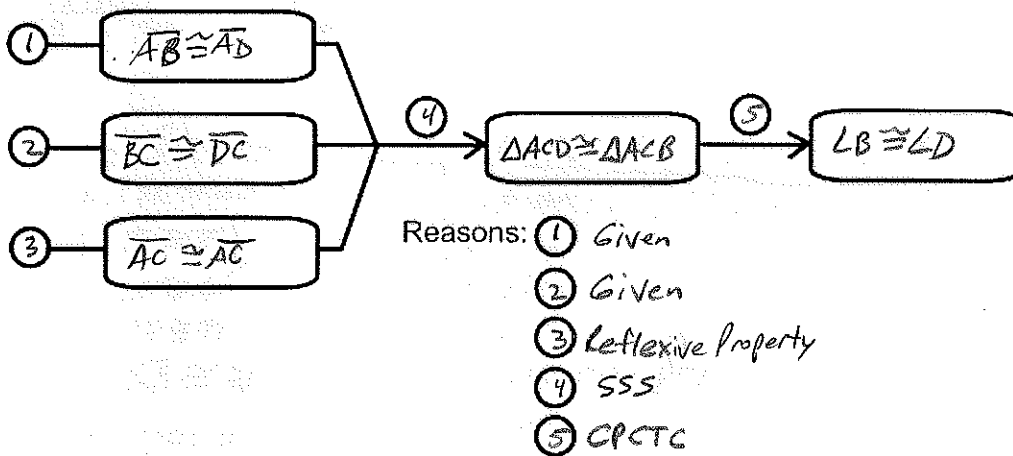 ① AB ≅ AD
② BC ≅ DC
③ AC ≅ AC
④
ΔACD ≅ ΔACB
⑤
∠B ≅ ∠D
Reasons: ① Given
② Given
③ Reflexive Property
④ SSS
⑤ CPCTC